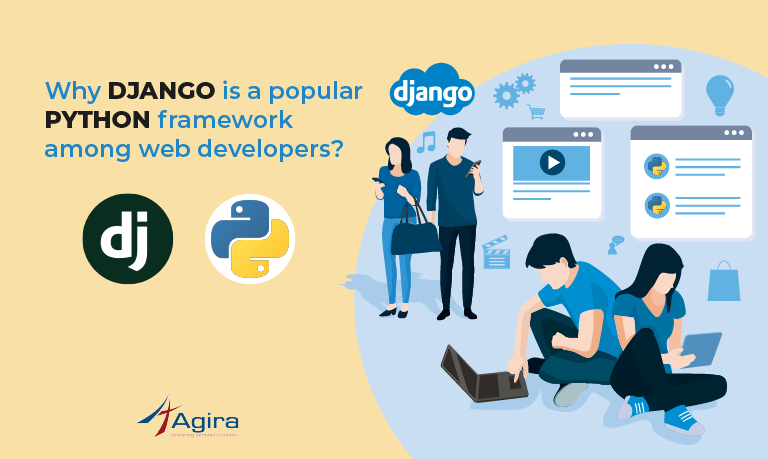 Why DJANGO is a popular
PYTHON framework
among web developers?
django
dj
Agira